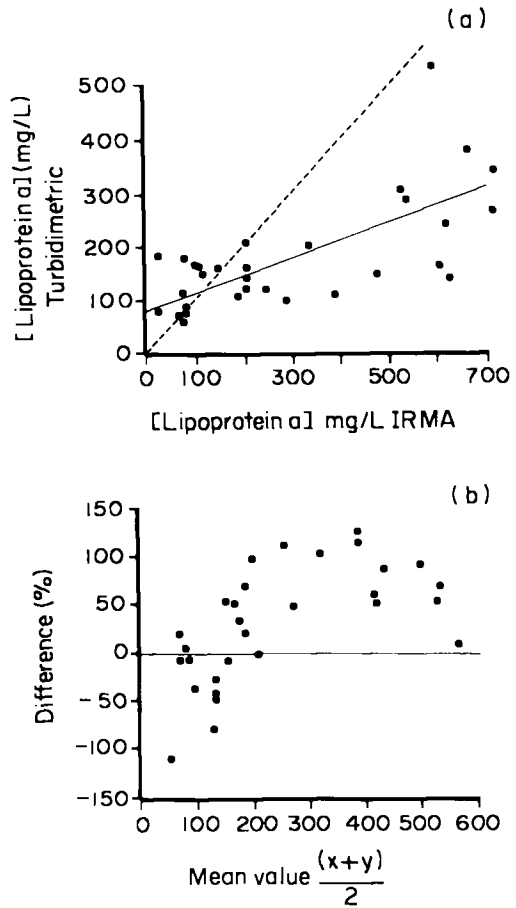 (a)
[Lipoprotein a] (mg/L)
Turbidimetric
500
400
300
200
100
0
0 100 300 500 700
[Lipoprotein a] mg/L IRMA
(b)
Difference (%)
150
100
50
0
−50
−100
−150
0 100 200 300 400 500 600
Mean value (x+y)
2